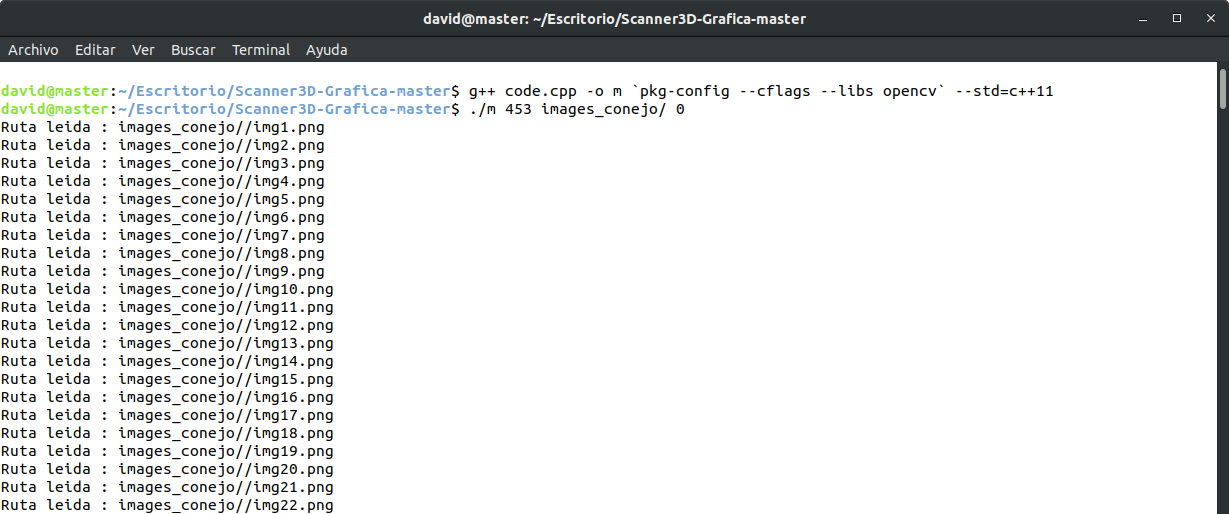 david@master: ~/Escritorio/Scanner3D-Grafica-master
Archivo Editar Ver Buscar Terminal Ayuda
david@master:~/Escritorio/Scanner3D-Grafica-master$ g++ code.cpp -o m `pkg-config --cflags --libs opencv` --std=c++11
david@master:~/Escritorio/Scanner3D-Grafica-master$ ./m 453 images_conejo/ 0
Ruta leida : images_conejo//img1.png
Ruta leida : images_conejo//img2.png
Ruta leida : images_conejo//img3.png
Ruta leida : images_conejo//img4.png
Ruta leida : images_conejo//img5.png
Ruta leida : images_conejo//img6.png
Ruta leida : images_conejo//img7.png
Ruta leida : images_conejo//img8.png
Ruta leida : images_conejo//img9.png
Ruta leida : images_conejo//img10.png
Ruta leida : images_conejo//img11.png
Ruta leida : images_conejo//img12.png
Ruta leida : images_conejo//img13.png
Ruta leida : images_conejo//img14.png
Ruta leida : images_conejo//img15.png
Ruta leida : images_conejo//img16.png
Ruta leida : images_conejo//img17.png
Ruta leida : images_conejo//img18.png
Ruta leida : images_conejo//img19.png
Ruta leida : images_conejo//img20.png
Ruta leida : images_conejo//img21.png
Ruta leida : images_conejo//img22.png